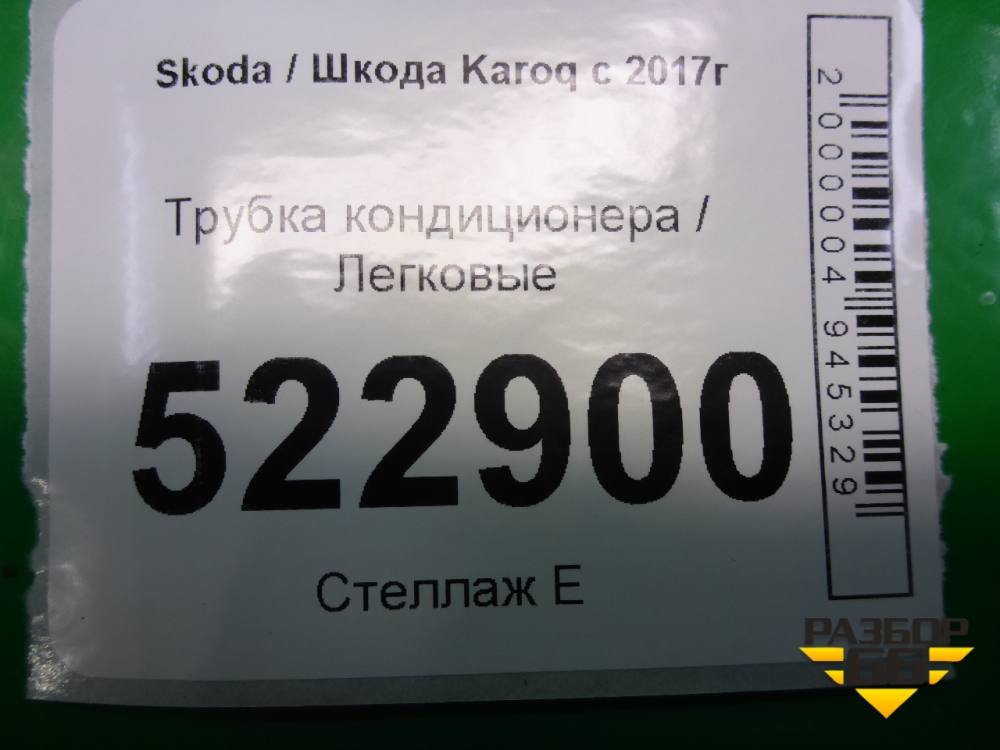 Skoda / Шкода Karoq с 2017г
Трубка кондиционера /
Легковые
522900
Стеллаж Е
2000004945329
РАЗБОР
66